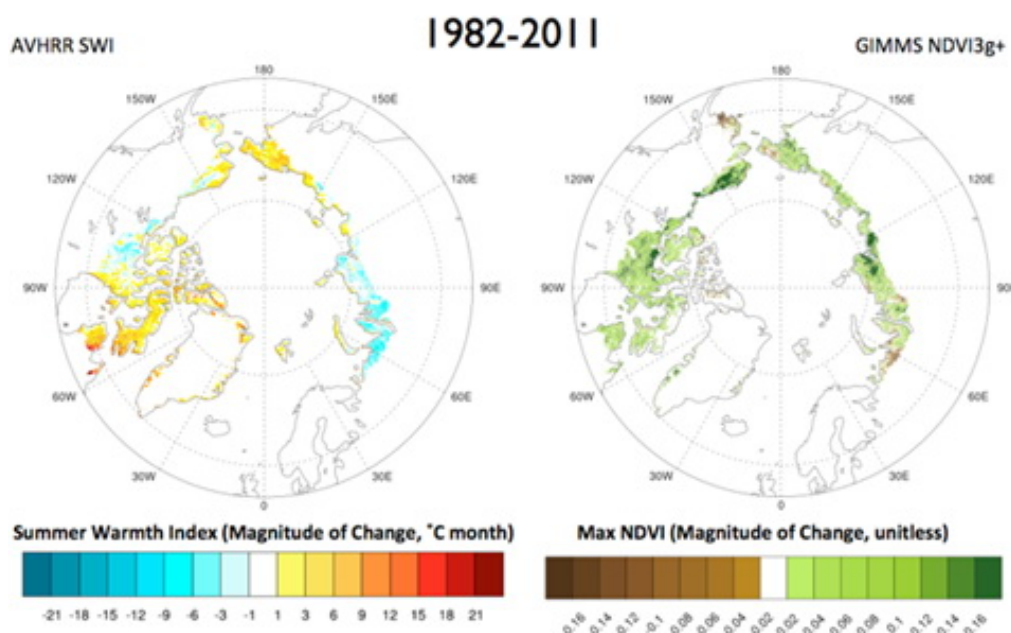 1982-2011
AVHRR SWI
GIMMS NDVI3g+
180
150W
150E
120W
120E
90W
90E
60W
60E
30W
30E
0
180
150W
150E
120W
120E
90W
90
60W
60E
30W
30E
0
Summer Warmth Index (Magnitude of Change, ˚C month)
-21 -18 -15 -12 -9 -6 -3 -1 1 3 6 9 12 15 18 21
Max NDVI (Magnitude of Change, unitless)
0.16 0.14 0.12 -0.1 0.08 0.06 0.04 0.02 0.02 0.04 0.06 0.08 0.1 0.12 0.14 0.16